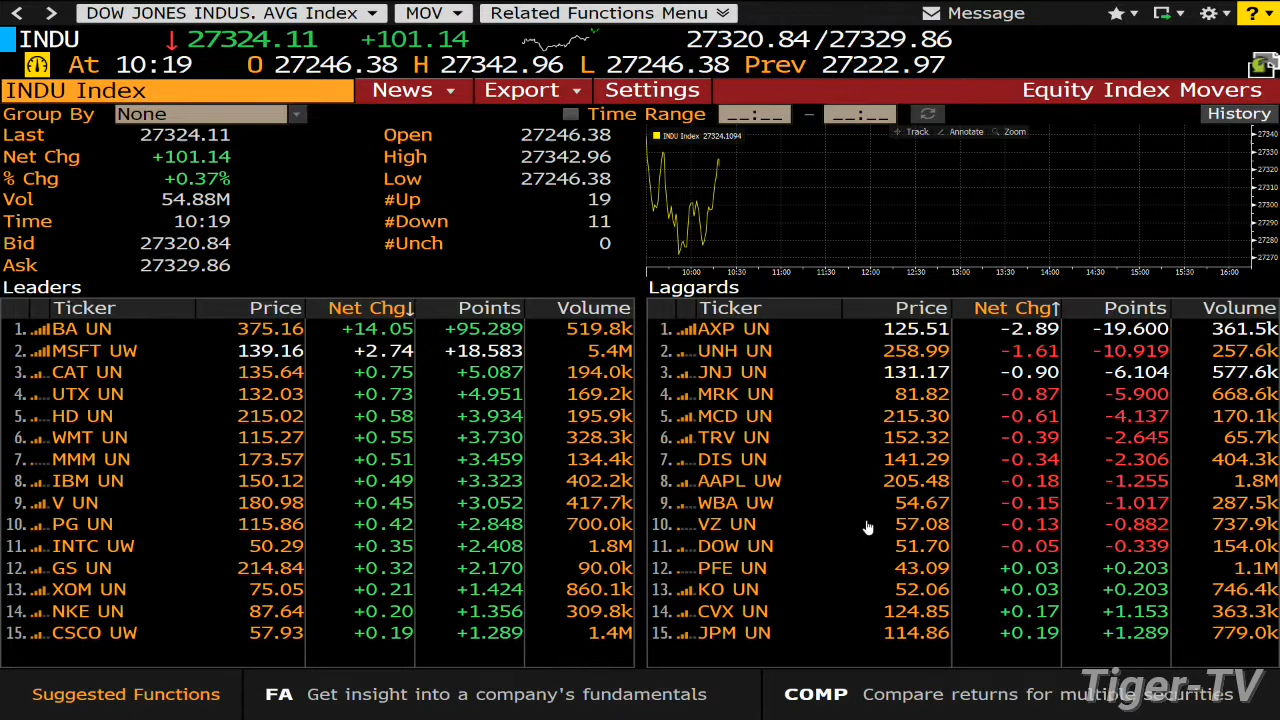 DOW JONES INDUS. AVG Index MOV Related Functions Menu Message ?
INDU 27324.11 +101.14 27320.84/27329.86
At 10:19 O 27246.38 H 27342.96 L 27246.38 Prev 27222.97
INDU Index News Export Settings Equity Index Movers
Group By None Time Range __:__ – __:__ History
Last 27324.11 Open 27246.38
Net Chg +101.14 High 27342.96
% Chg +0.37% Low 27246.38
Vol 54.88M #Up 19
Time 10:19 #Down 11
Bid 27320.84 #Unch 0
Ask 27329.86
INDU Index 27324.1094 Track Annotate Zoom
27340
27330
27320
27310
27300
27290
27280
27270
10:00 10:30 11:00 11:30 12:00 12:30 13:00 13:30 14:00 14:30 15:00 15:30 16:00
Leaders
Ticker Price Net Chg↓ Points Volume
1. BA UN 375.16 +14.05 +95.289 519.8k
2. MSFT UW 139.16 +2.74 +18.583 5.4M
3. CAT UN 135.64 +0.75 +5.087 194.0k
4. UTX UN 132.03 +0.73 +4.951 169.2k
5. HD UN 215.02 +0.58 +3.934 195.9k
6. WMT UN 115.27 +0.55 +3.730 328.3k
7. MMM UN 173.57 +0.51 +3.459 134.4k
8. IBM UN 150.12 +0.49 +3.323 402.2k
9. V UN 180.98 +0.45 +3.052 417.7k
10. PG UN 115.86 +0.42 +2.848 700.0k
11. INTC UW 50.29 +0.35 +2.408 1.8M
12. GS UN 214.84 +0.32 +2.170 90.0k
13. XOM UN 75.05 +0.21 +1.424 860.1k
14. NKE UN 87.64 +0.20 +1.356 309.8k
15. CSCO UW 57.93 +0.19 +1.289 1.4M
Laggards
Ticker Price Net Chg↑ Points Volume
1. AXP UN 125.51 -2.89 -19.600 361.5k
2. UNH UN 258.99 -1.61 -10.919 257.6k
3. JNJ UN 131.17 -0.90 -6.104 577.6k
4. MRK UN 81.82 -0.87 -5.900 668.6k
5. MCD UN 215.30 -0.61 -4.137 170.1k
6. TRV UN 152.32 -0.39 -2.645 65.7k
7. DIS UN 141.29 -0.34 -2.306 404.3k
8. AAPL UW 205.48 -0.18 -1.255 1.8M
9. WBA UW 54.67 -0.15 -1.017 287.5k
10. VZ UN 57.08 -0.13 -0.882 737.9k
11. DOW UN 51.70 -0.05 -0.339 154.0k
12. PFE UN 43.09 +0.03 +0.203 1.1M
13. KO UN 52.06 +0.03 +0.203 746.4k
14. CVX UN 124.85 +0.17 +1.153 363.3k
15. JPM UN 114.86 +0.19 +1.289 779.0k
Suggested Functions FA Get insight into a company's fundamentals COMP Compare returns for multiple securities
Tiger-TV